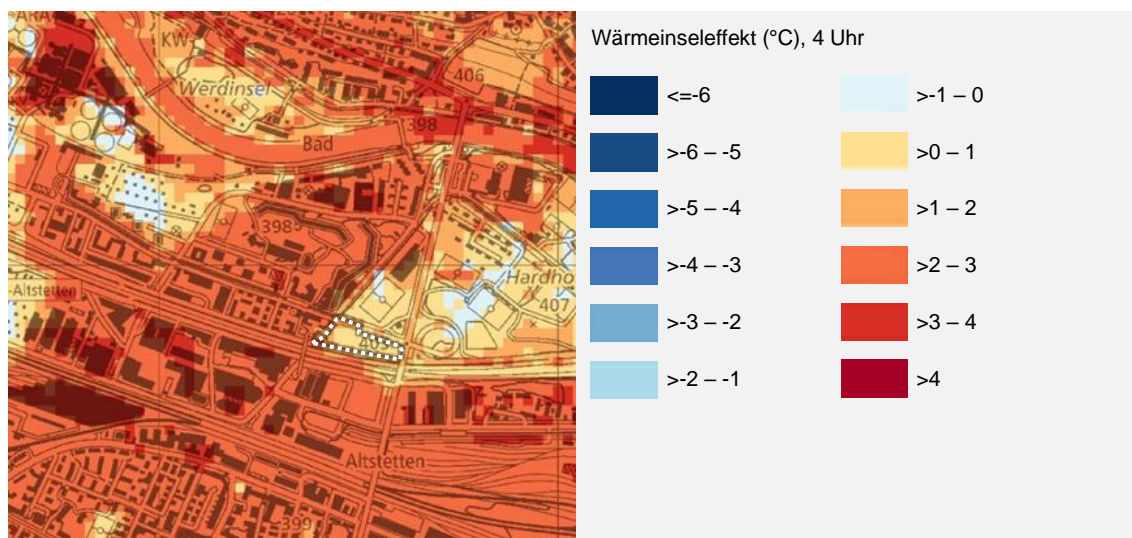 ARA
KW
406
Werdinsel
398
Bad
398
Hardho
407
-Altstetten
403
Altstetten
399
Wärmeinseleffekt (°C), 4 Uhr
<=-6
>-6 – -5
>-5 – -4
>-4 – -3
>-3 – -2
>-2 – -1
>-1 – 0
>0 – 1
>1 – 2
>2 – 3
>3 – 4
>4